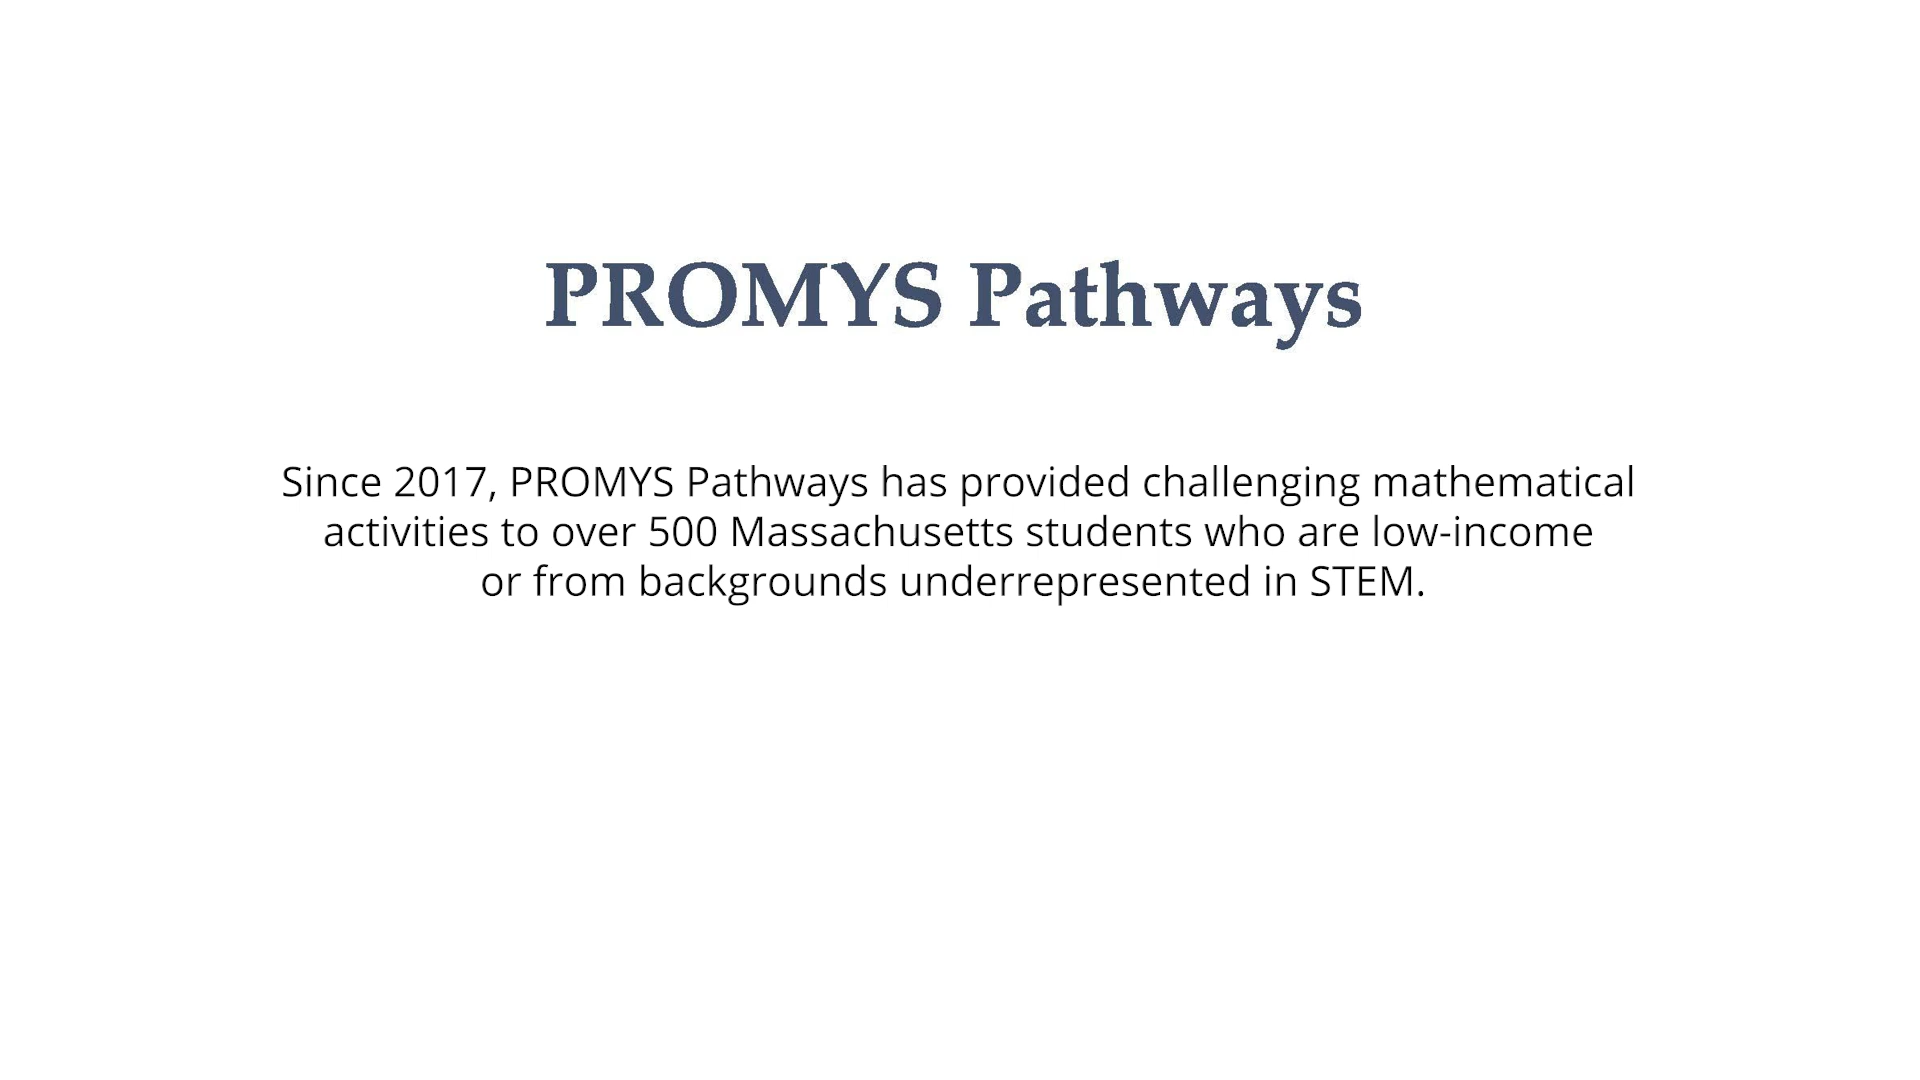 PROMYS Pathways
Since 2017, PROMYS Pathways has provided challenging mathematical
activities to over 500 Massachusetts students who are low-income
or from backgrounds underrepresented in STEM.